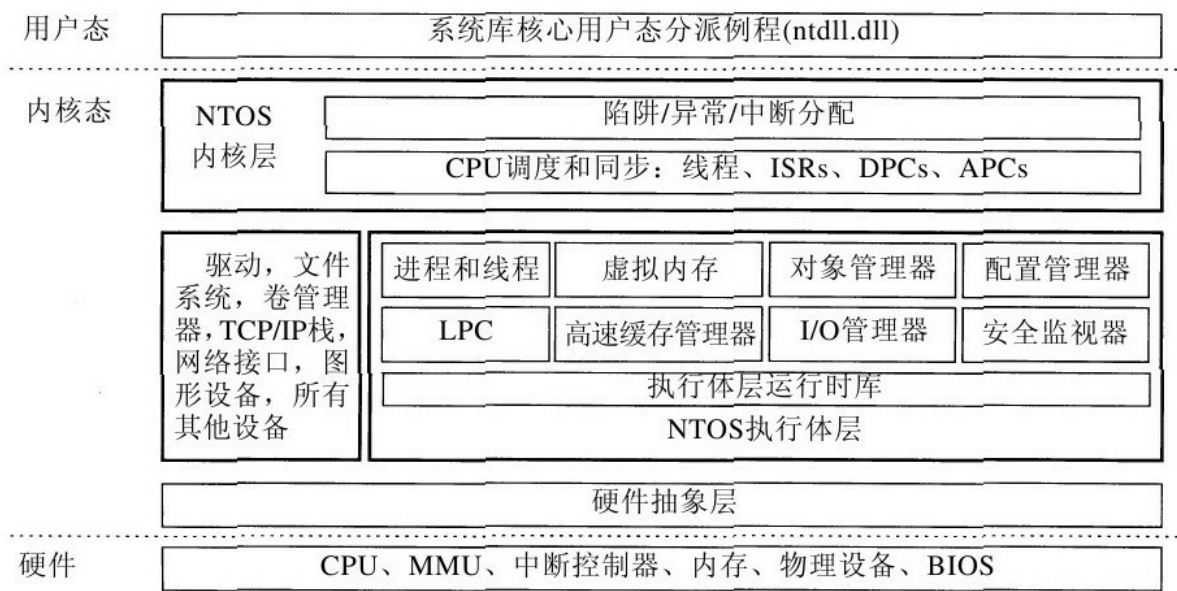 用户态
系统库核心用户态分派例程(ntdll.dll)
内核态
NTOS
内核层
陷阱/异常/中断分配
CPU调度和同步：线程、ISRs、DPCs、APCs
驱动，文件
系统，卷管理
器，TCP/IP栈，
网络接口，图
形设备，所有
其他设备
进程和线程
虚拟内存
对象管理器
配置管理器
LPC
高速缓存管理器
I/O管理器
安全监视器
执行体层运行时库
NTOS执行体层
硬件抽象层
硬件
CPU、MMU、中断控制器、内存、物理设备、BIOS